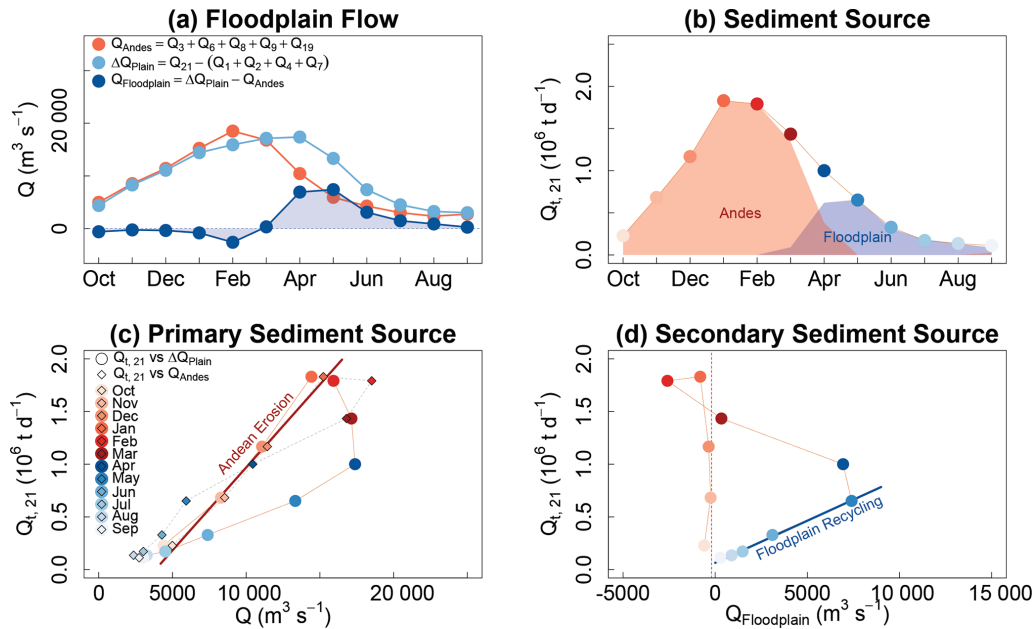 (a) Floodplain Flow
Q_Andes = Q_3 + Q_6 + Q_8 + Q_9 + Q_19
ΔQ_Plain = Q_21 − (Q_1 + Q_2 + Q_4 + Q_7)
Q_Floodplain = ΔQ_Plain − Q_Andes
Q (m³ s⁻¹)
20 000
0
Oct Dec Feb Apr Jun Aug
(b) Sediment Source
Q_t, 21 (10⁶ t d⁻¹)
2.0
1.0
0.0
Andes
Floodplain
Oct Dec Feb Apr Jun Aug
(c) Primary Sediment Source
Q_t, 21 vs ΔQ_Plain
Q_t, 21 vs Q_Andes
Oct
Nov
Dec
Jan
Feb
Mar
Apr
May
Jun
Jul
Aug
Sep
Andean Erosion
Q_t, 21 (10⁶ t d⁻¹)
2.0
1.5
1.0
0.5
0.0
0 5000 10 000 20 000
Q (m³ s⁻¹)
(d) Secondary Sediment Source
Q_t, 21 (10⁶ t d⁻¹)
2.0
1.5
1.0
0.5
0.0
Floodplain Recycling
-5000 0 5000 10 000 15 000
Q_Floodplain (m³ s⁻¹)